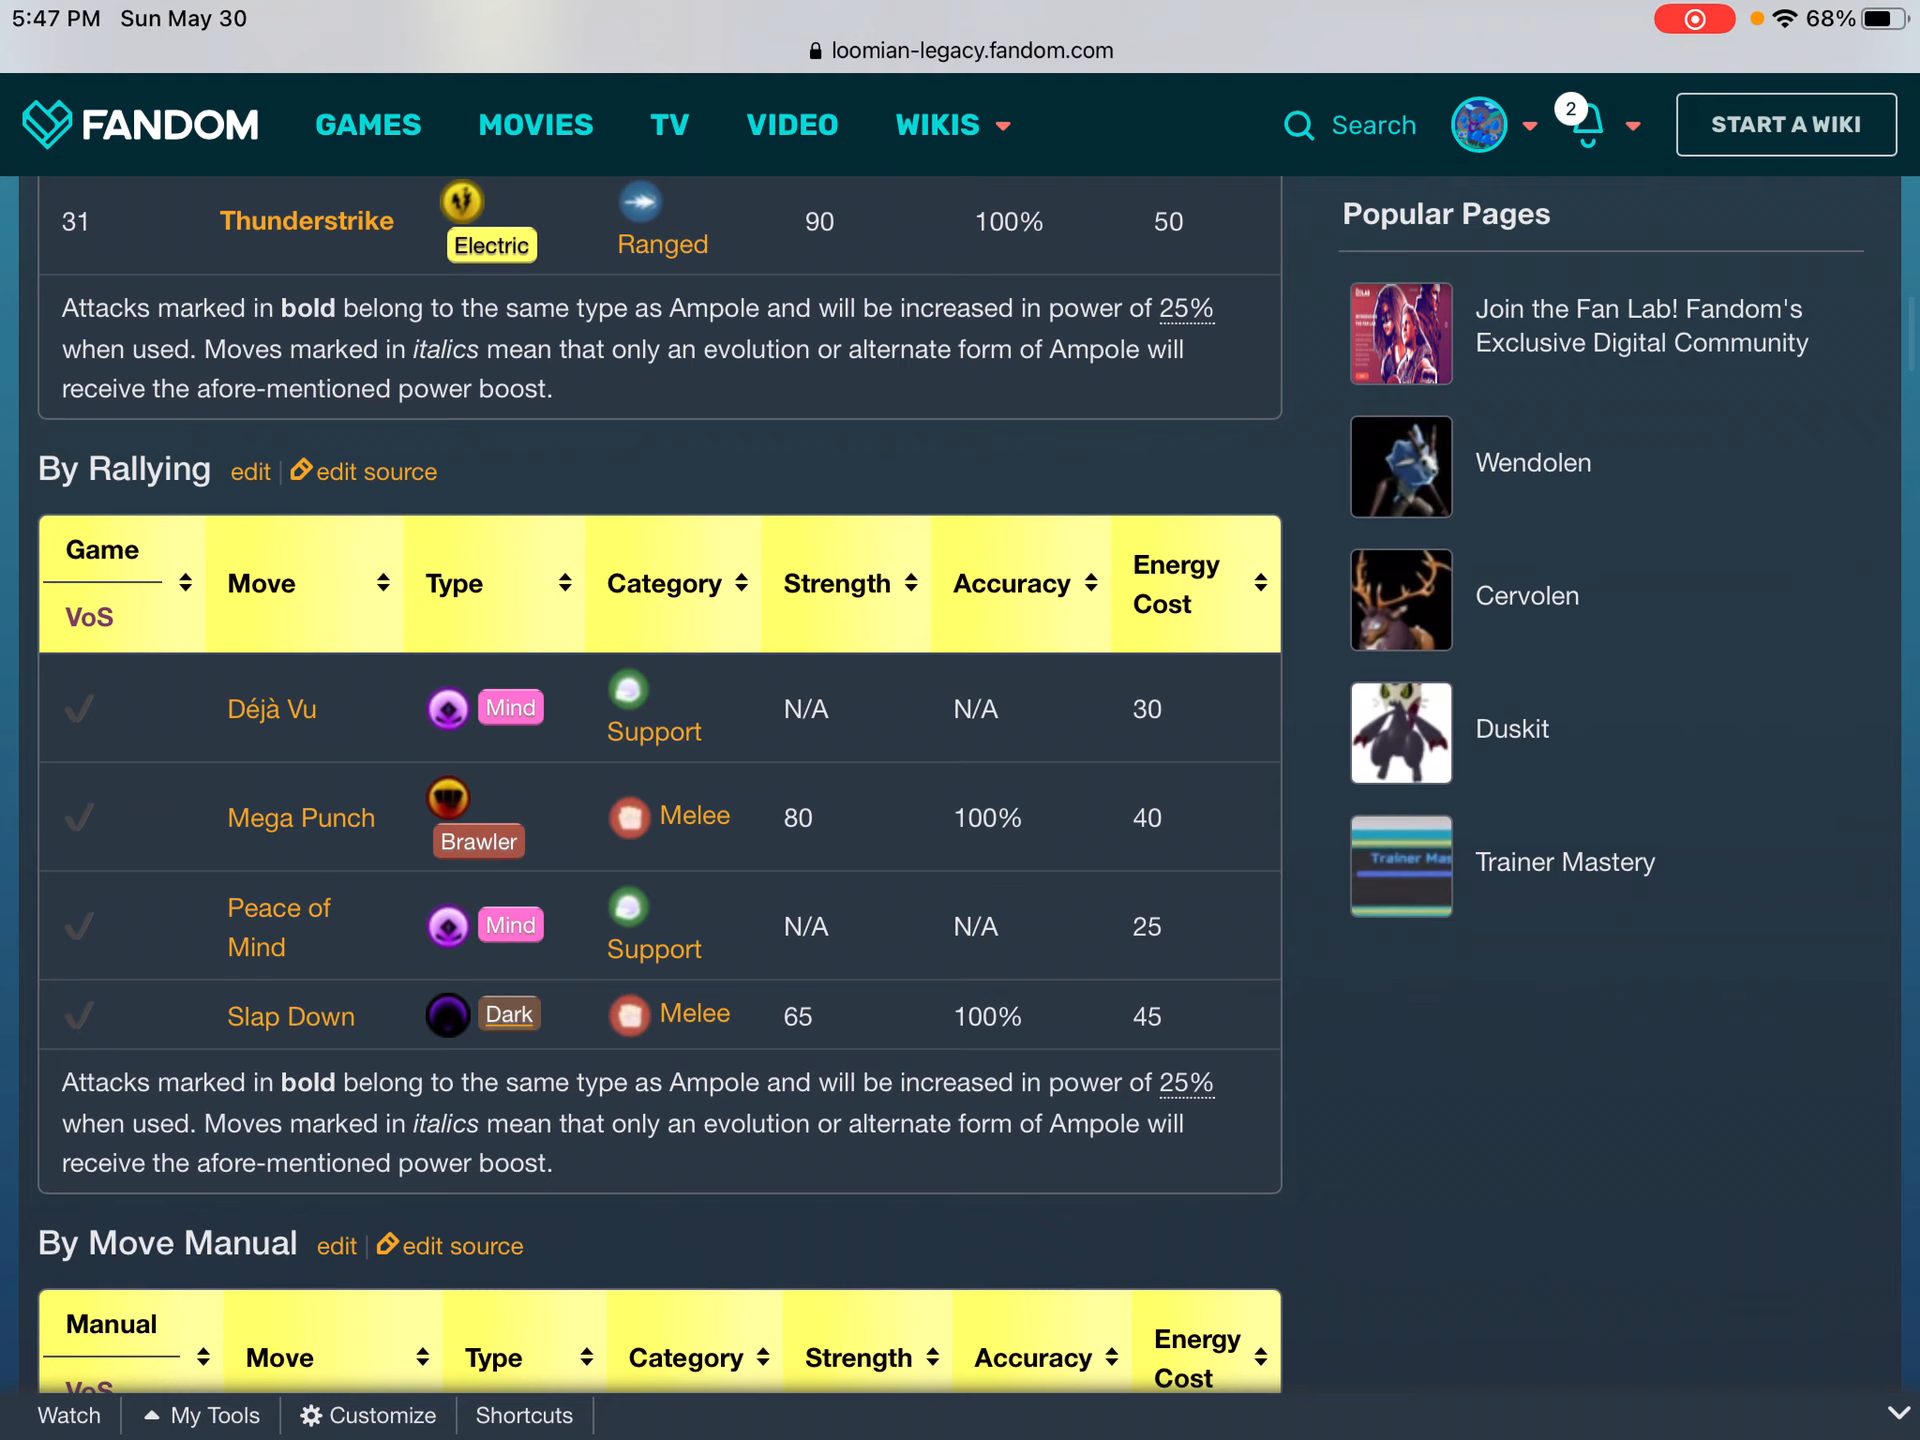 5:47 PM Sun May 30
68%
loomian-legacy.fandom.com
FANDOM GAMES MOVIES TV VIDEO WIKIS Search 2 START A WIKI
31 Thunderstrike Electric Ranged 90 100% 50
Attacks marked in bold belong to the same type as Ampole and will be increased in power of 25%
when used. Moves marked in italics mean that only an evolution or alternate form of Ampole will
receive the afore-mentioned power boost.
By Rallying edit edit source
Game
VoS
Move
Type
Category
Strength
Accuracy
Energy
Cost
Déjà Vu Mind Support N/A N/A 30
Mega Punch Brawler Melee 80 100% 40
Peace of
Mind
Mind Support N/A N/A 25
Slap Down Dark Melee 65 100% 45
Attacks marked in bold belong to the same type as Ampole and will be increased in power of 25%
when used. Moves marked in italics mean that only an evolution or alternate form of Ampole will
receive the afore-mentioned power boost.
By Move Manual edit edit source
Manual
VoS
Move
Type
Category
Strength
Accuracy
Energy
Cost
Popular Pages
Join the Fan Lab! Fandom's
Exclusive Digital Community
Wendolen
Cervolen
Duskit
Trainer Mas
Trainer Mastery
Watch My Tools Customize Shortcuts